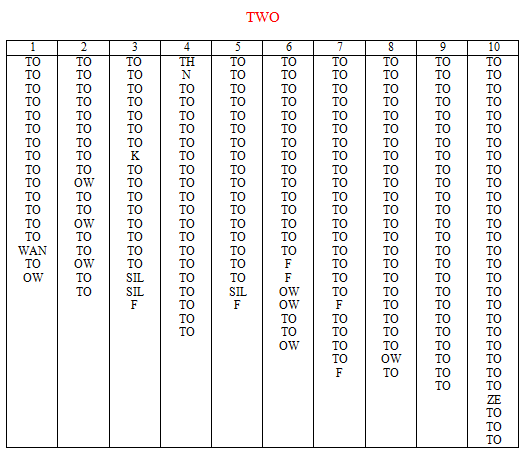 TWO
1 2 3 4 5 6 7 8 9 10
TO TO TO TH TO TO TO TO TO TO
TO TO TO N TO TO TO TO TO TO
TO TO TO TO TO TO TO TO TO TO
TO TO TO TO TO TO TO TO TO TO
TO TO TO TO TO TO TO TO TO TO
TO TO TO TO TO TO TO TO TO TO
TO TO TO TO TO TO TO TO TO TO
TO TO K TO TO TO TO TO TO TO
TO TO TO TO TO TO TO TO TO TO
TO OW TO TO TO TO TO TO TO TO
TO TO TO TO TO TO TO TO TO TO
TO TO TO TO TO TO TO TO TO TO
TO OW TO TO TO TO TO TO TO TO
TO TO TO TO TO TO TO TO TO TO
WAN TO TO TO TO TO TO TO TO TO
TO OW TO TO TO F TO TO TO TO
OW TO SIL TO TO F TO TO TO TO
TO SIL TO SIL OW TO TO TO TO
F TO F OW F TO TO TO
TO TO TO TO TO TO
TO TO TO TO TO TO
OW TO TO TO TO
TO OW TO TO
F TO TO TO
TO TO
ZE
TO
TO
TO